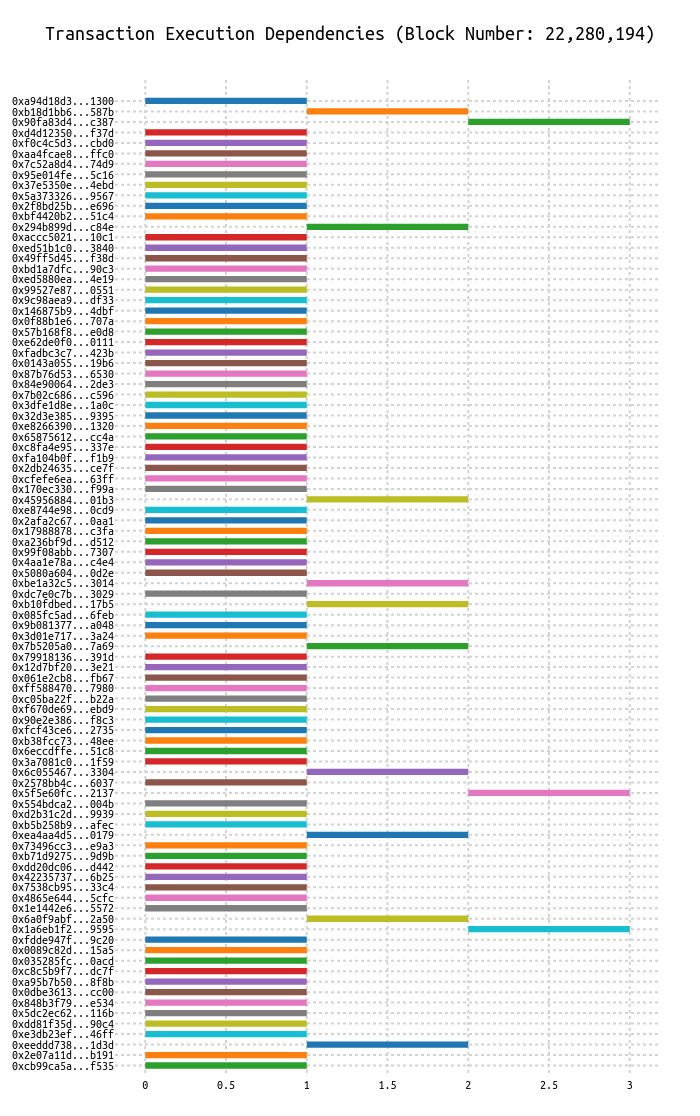 Transaction Execution Dependencies (Block Number: 22,280,194)
0xa94d18d3...1300
0xb18d1bb6...587b
0x90fa83d4...c387
0xd4d12350...f37d
0xf0c4c5d3...cbd0
0xaa4fcae8...ffc0
0x7c52a8d4...74d9
0x95e014fe...5c16
0x37e5350e...4ebd
0x5a373326...9567
0x2f8bd25b...e696
0xbf4420b2...51c4
0x294b899d...c84e
0xaccc5021...10c1
0xed51b1c0...3840
0x49ff5d45...f38d
0xbd1a7dfc...90c3
0xed5880ea...4e19
0x99527e87...0551
0x9c98aea9...df33
0x146875b9...4dbf
0x0f88b1e6...707a
0x57b168f8...e0d8
0xe62de0f0...0111
0xfadbc3c7...423b
0x0143a055...19b6
0x87b76d53...6530
0x84e90064...2de3
0x7b02c686...c596
0x3dfe1d8e...1a0c
0x32d3e385...9395
0xe8266390...1320
0x65875612...cc4a
0xc8fa4e95...337e
0xfa104b0f...f1b9
0x2db24635...ce7f
0xcfefe6ea...63ff
0x170ec330...f99a
0x45956884...01b3
0xe8744e98...0cd9
0x2afa2c67...0aa1
0x17988878...c3fa
0xa236bf9d...d512
0x99f08abb...7307
0x4aa1e78a...c4e4
0x5080a604...0d2e
0xbe1a32c5...3014
0xdc7e0c7b...3029
0xb10fdbed...17b5
0x085fc5ad...6feb
0x9b081377...a048
0x3d01e717...3a24
0x7b5205a0...7a69
0x79918136...391d
0x12d7bf20...3e21
0x061e2cb8...fb67
0xff588470...7980
0xc05ba22f...b22a
0xf670de69...ebd9
0x90e2e386...f8c3
0xfcf43ce6...2735
0xb38fcc73...48ee
0x6eccdffe...51c8
0x3a7081c0...1f59
0x6c055467...3304
0x2578bb4c...6037
0x5f5e60fc...2137
0x554bdca2...004b
0xd2b31c2d...9939
0xb5b258b9...afec
0xea4aa4d5...0179
0x73496cc3...e9a3
0xb71d9275...9d9b
0xdd20dc06...d442
0x42235737...6b25
0x7538cb95...33c4
0x4865e644...5cfc
0x1e1442e6...5572
0x6a0f9abf...2a50
0x1a6eb1f2...9595
0xfdde947f...9c20
0x0089c82d...15a5
0x035285fc...0acd
0xc8c5b9f7...dc7f
0xa95b7b50...8f8b
0x0dbe3613...cc00
0x848b3f79...e534
0x5dc2ec62...116b
0xdd81f35d...90c4
0xe3db23ef...46ff
0xeeddd738...1d3d
0x2e07a11d...b191
0xcb99ca5a...f535
0 0.5 1 1.5 2 2.5 3